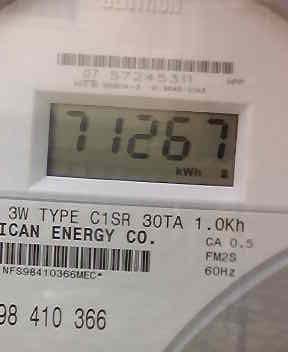 07 57245311
71267
kWh
3W TYPE C1SR 30TA 1.0Kh
ICAN ENERGY CO.
CA 0.5
FM2S
NFS98410366MEC*
60Hz
98 410 366